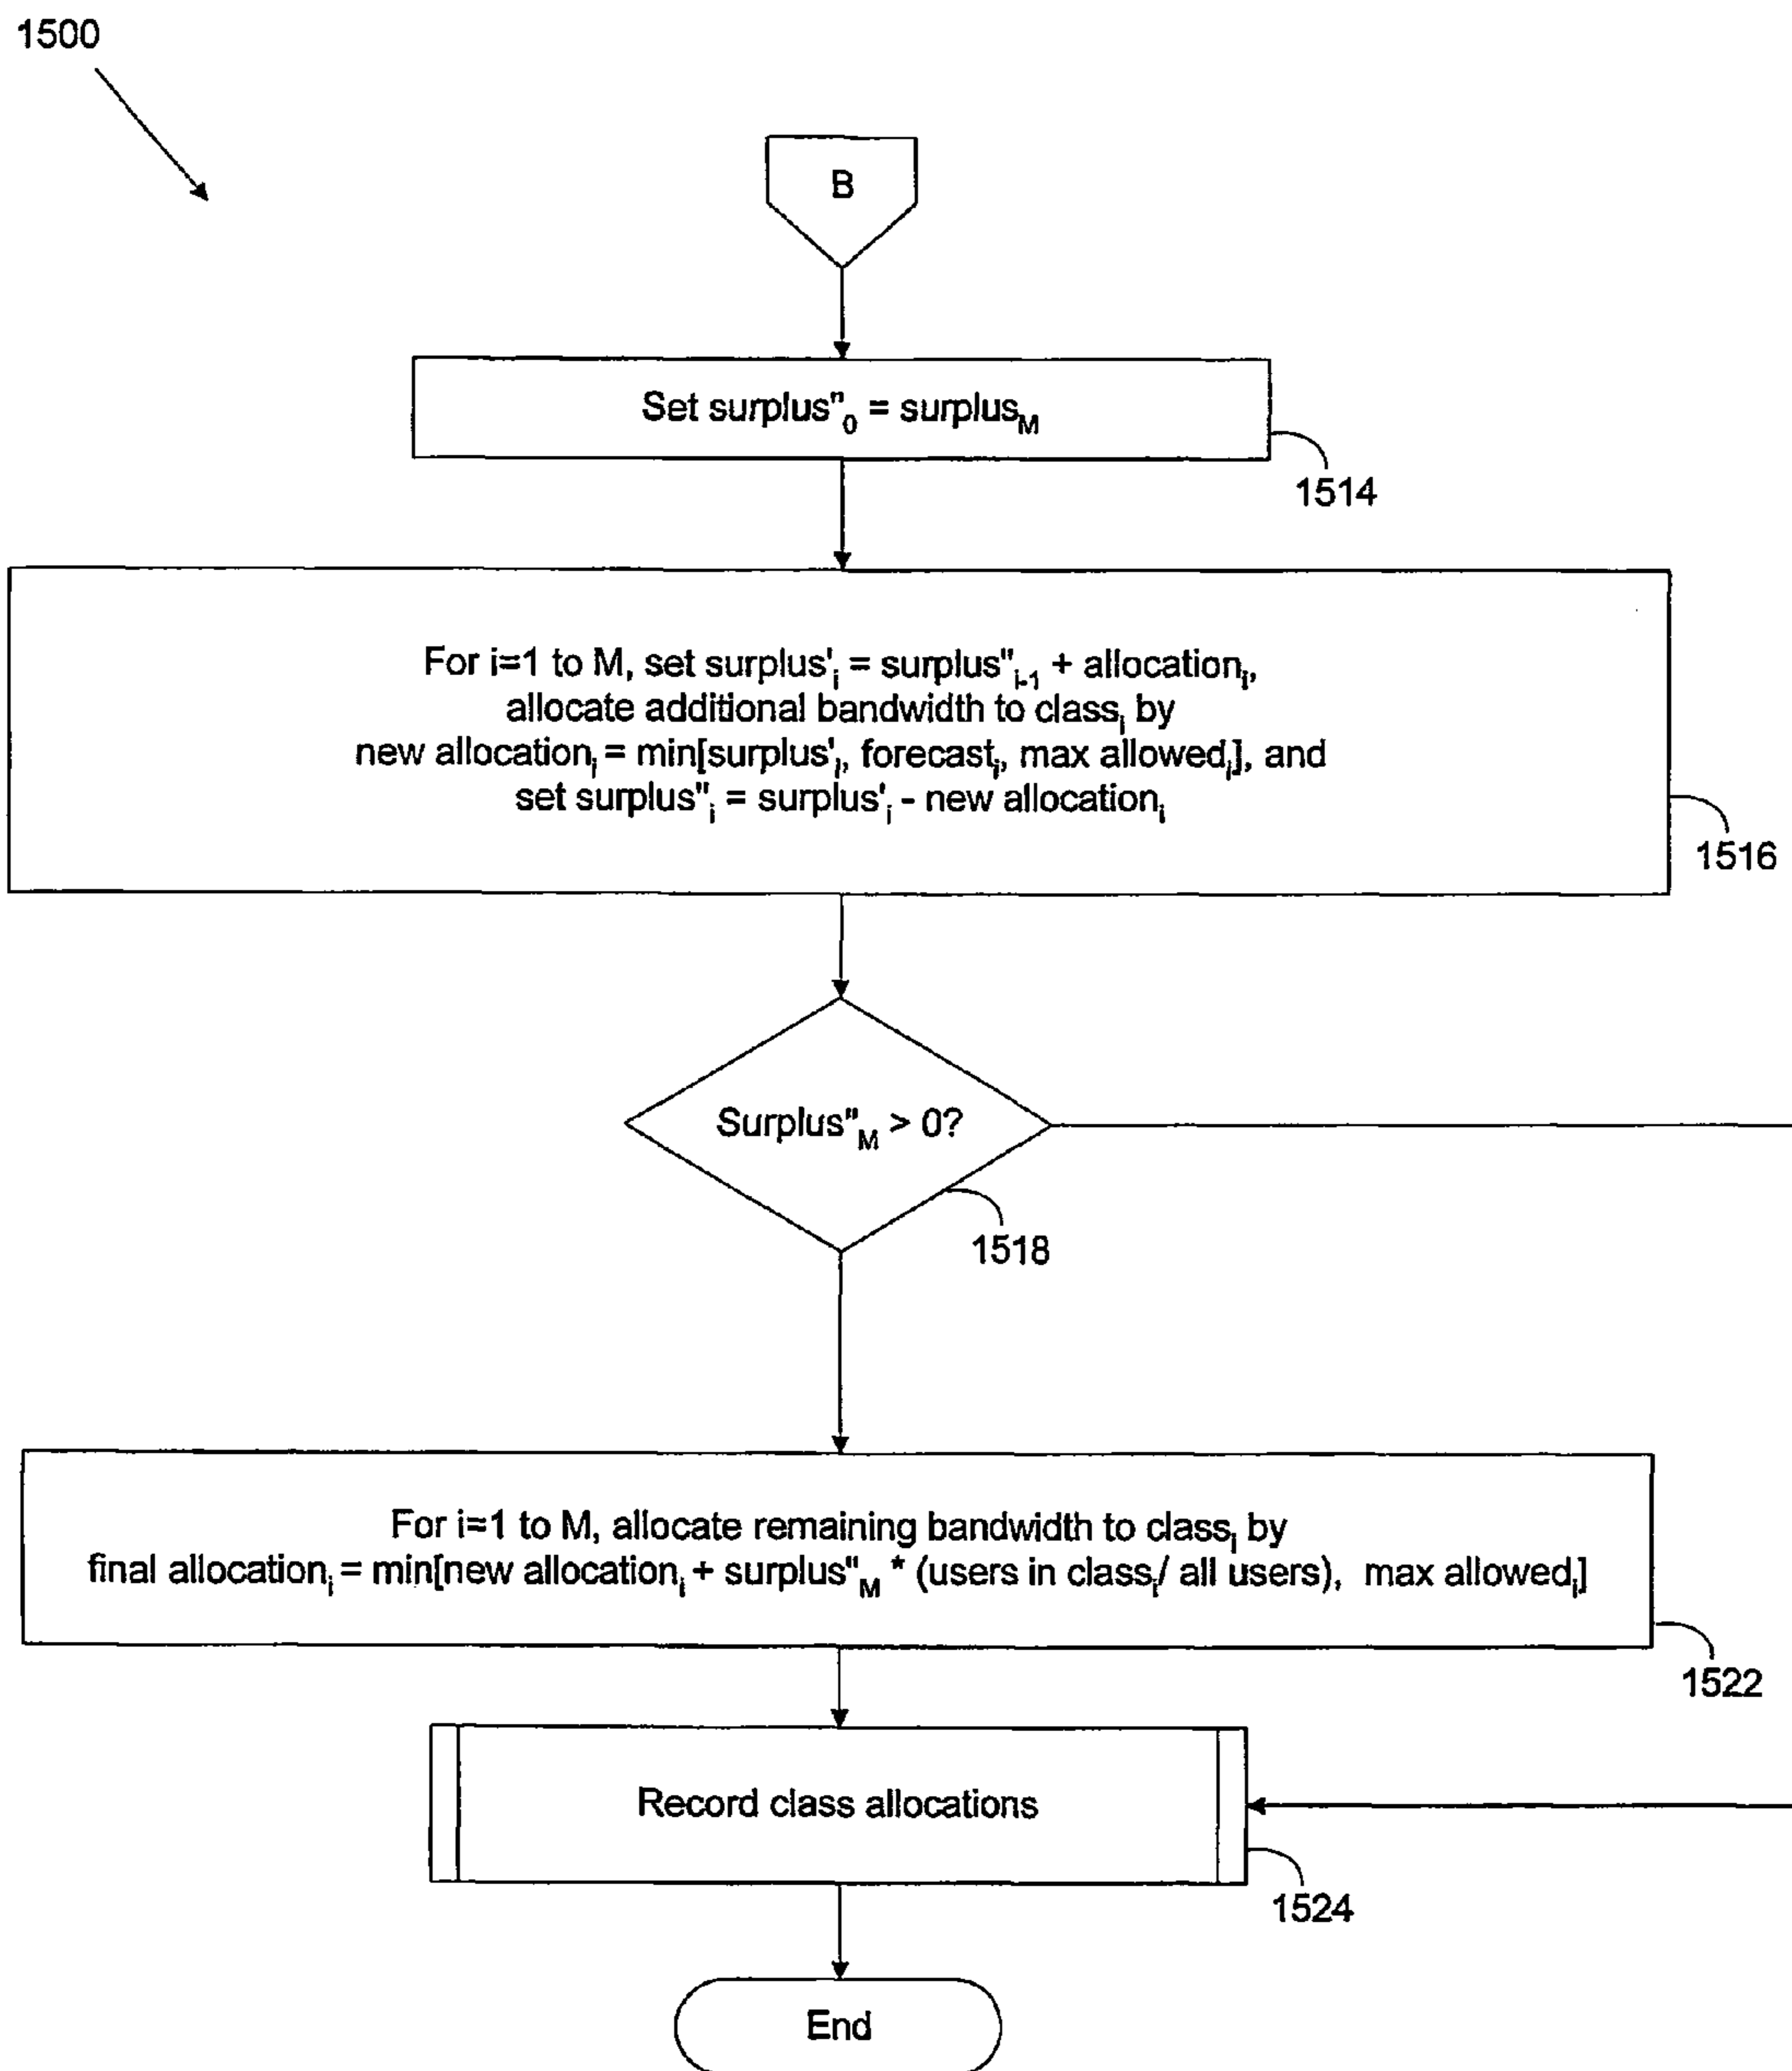 1500
B
Set surplus"₀ = surplus_M
1514
For i=1 to M, set surplus'ᵢ = surplus"ᵢ₋₁ + allocationᵢ,
allocate additional bandwidth to classᵢ by
new allocationᵢ = min[surplus'ᵢ, forecastᵢ, max allowedᵢ], and
set surplus"ᵢ = surplus'ᵢ - new allocationᵢ
1516
Surplus"_M > 0?
1518
For i=1 to M, allocate remaining bandwidth to classᵢ by
final allocationᵢ = min[new allocationᵢ + surplus"_M * (users in classᵢ/ all users), max allowedᵢ]
1522
Record class allocations
1524
End